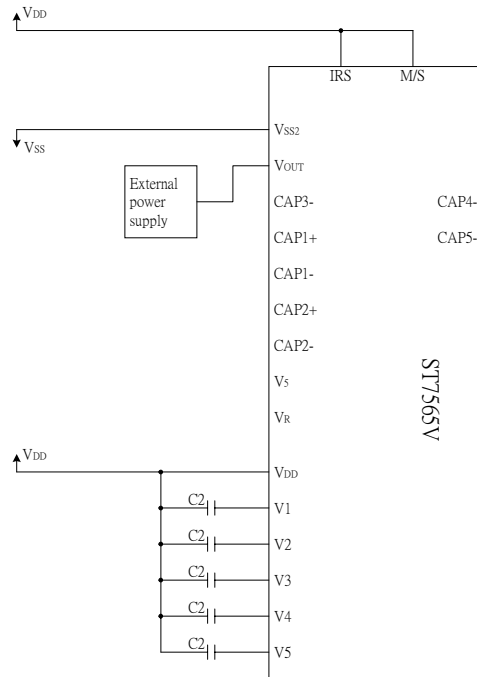 VDD
IRS M/S
VSS2
VSS
VOUT
External
power
supply
CAP3- CAP4-
CAP1+ CAP5-
CAP1-
CAP2+
CAP2-
V5
VR
ST7565V
VDD
VDD
C2 V1
C2 V2
C2 V3
C2 V4
C2 V5